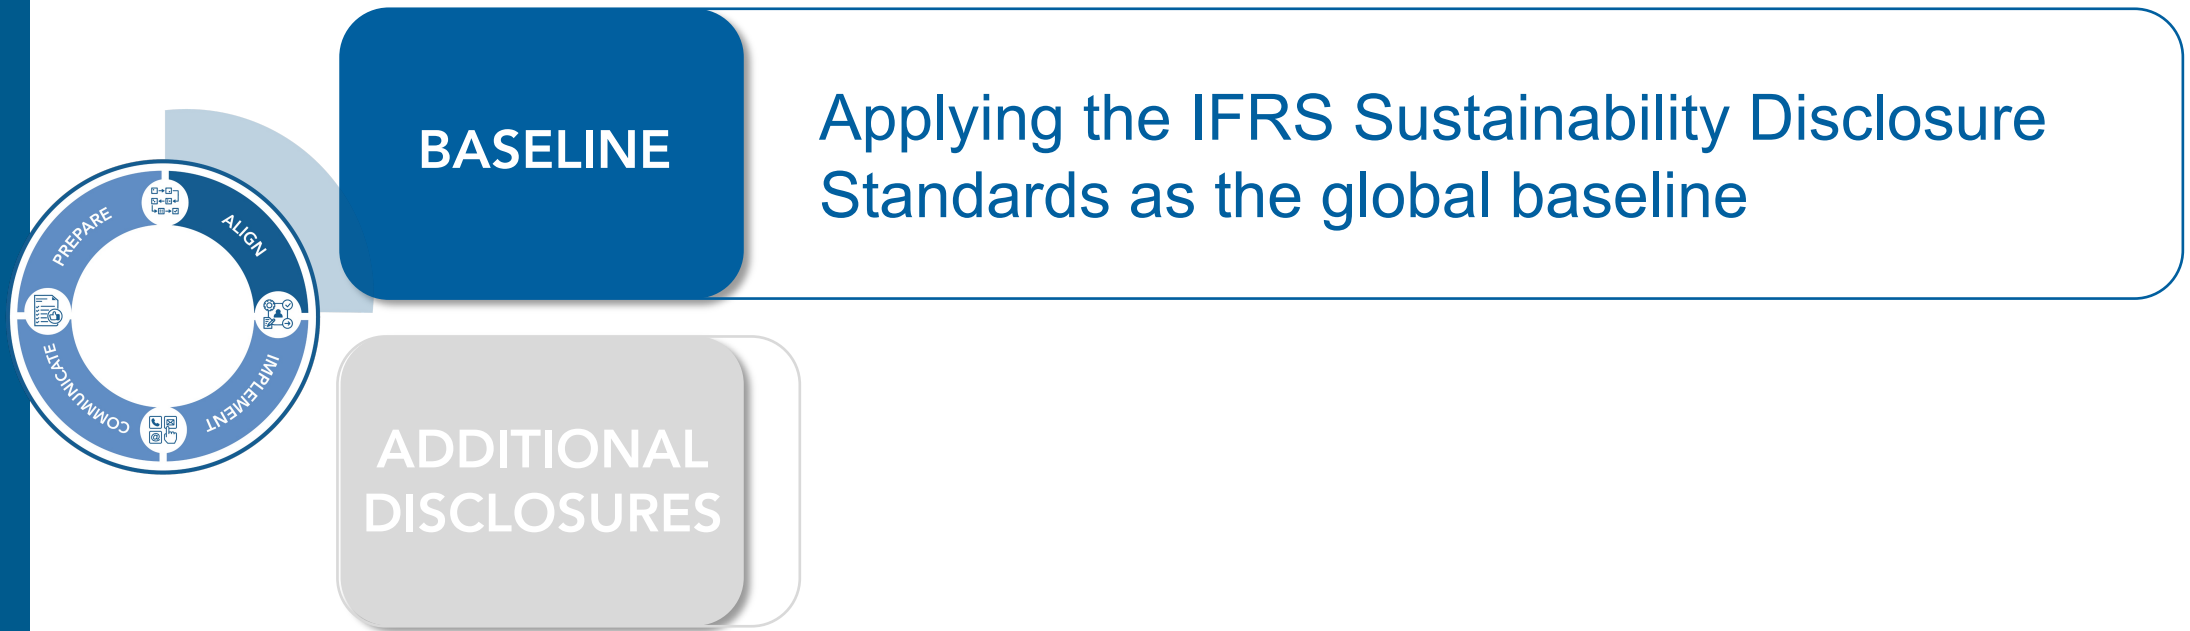 BASELINE
Applying the IFRS Sustainability Disclosure
Standards as the global baseline
PREPARE
ALIGN
COMMUNICATE
IMPLEMENT
ADDITIONAL
DISCLOSURES